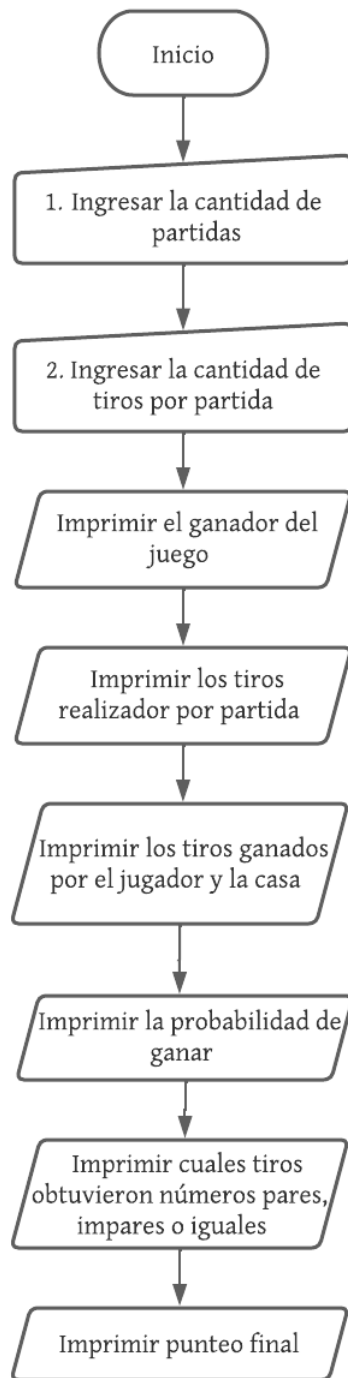 Inicio
1. Ingresar la cantidad de
partidas
2. Ingresar la cantidad de
tiros por partida
Imprimir el ganador del
juego
Imprimir los tiros
realizador por partida
Imprimir los tiros ganados
por el jugador y la casa
Imprimir la probabilidad de
ganar
Imprimir cuales tiros
obtuvieron números pares,
impares o iguales
Imprimir punteo final